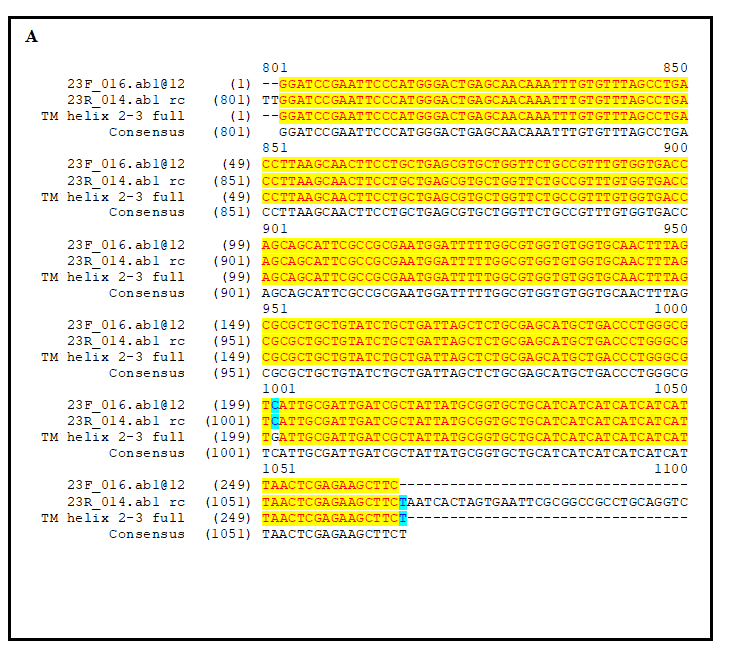 A
801 850
23F_016.ab1@12 (1) --GGATCCGAATTCCCATGGGACTGAGCAACAAATTTGTGTTTAGCCTGA
23R_014.ab1 rc (801) TTGGATCCGAATTCCCATGGGACTGAGCAACAAATTTGTGTTTAGCCTGA
TM helix 2-3 full (1) --GGATCCGAATTCCCATGGGACTGAGCAACAAATTTGTGTTTAGCCTGA
Consensus (801) GGATCCGAATTCCCATGGGACTGAGCAACAAATTTGTGTTTAGCCTGA
851 900
23F_016.ab1@12 (49) CCTTAAGCAACTTCCTGCTGAGCGTGCTGGTTCTGCCGTTTGTGGTGACC
23R_014.ab1 rc (851) CCTTAAGCAACTTCCTGCTGAGCGTGCTGGTTCTGCCGTTTGTGGTGACC
TM helix 2-3 full (49) CCTTAAGCAACTTCCTGCTGAGCGTGCTGGTTCTGCCGTTTGTGGTGACC
Consensus (851) CCTTAAGCAACTTCCTGCTGAGCGTGCTGGTTCTGCCGTTTGTGGTGACC
901 950
23F_016.ab1@12 (99) AGCAGCATTCGCCGCGAATGGATTTTTGGCGTGGTGTGGTGCAACTTTAG
23R_014.ab1 rc (901) AGCAGCATTCGCCGCGAATGGATTTTTGGCGTGGTGTGGTGCAACTTTAG
TM helix 2-3 full (99) AGCAGCATTCGCCGCGAATGGATTTTTGGCGTGGTGTGGTGCAACTTTAG
Consensus (901) AGCAGCATTCGCCGCGAATGGATTTTTGGCGTGGTGTGGTGCAACTTTAG
951 1000
23F_016.ab1@12 (149) CGCGCTGCTGTATCTGCTGATTAGCTCTGCGAGCATGCTGACCCTGGGCG
23R_014.ab1 rc (951) CGCGCTGCTGTATCTGCTGATTAGCTCTGCGAGCATGCTGACCCTGGGCG
TM helix 2-3 full (149) CGCGCTGCTGTATCTGCTGATTAGCTCTGCGAGCATGCTGACCCTGGGCG
Consensus (951) CGCGCTGCTGTATCTGCTGATTAGCTCTGCGAGCATGCTGACCCTGGGCG
1001 1050
23F_016.ab1@12 (199) TCATTGCGATTGATCGCTATTATGCGGTGCTGCATCATCATCATCATCAT
23R_014.ab1 rc (1001) TCATTGCGATTGATCGCTATTATGCGGTGCTGCATCATCATCATCATCAT
TM helix 2-3 full (199) TGATTGCGATTGATCGCTATTATGCGGTGCTGCATCATCATCATCATCAT
Consensus (1001) TCATTGCGATTGATCGCTATTATGCGGTGCTGCATCATCATCATCATCAT
1051 1100
23F_016.ab1@12 (249) TAACTCGAGAAGCTTC----------------------------------
23R_014.ab1 rc (1051) TAACTCGAGAAGCTTCTAATCACTAGTGAATTCGCGGCCGCCTGCAGGTC
TM helix 2-3 full (249) TAACTCGAGAAGCTTCT---------------------------------
Consensus (1051) TAACTCGAGAAGCTTCT